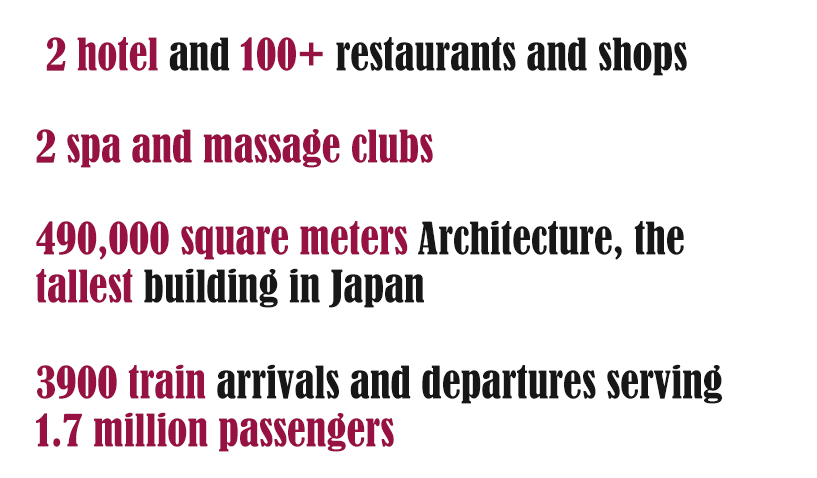 2 hotel and 100+ restaurants and shops
2 spa and massage clubs
490,000 square meters Architecture, the
tallest building in Japan
3900 train arrivals and departures serving
1.7 million passengers